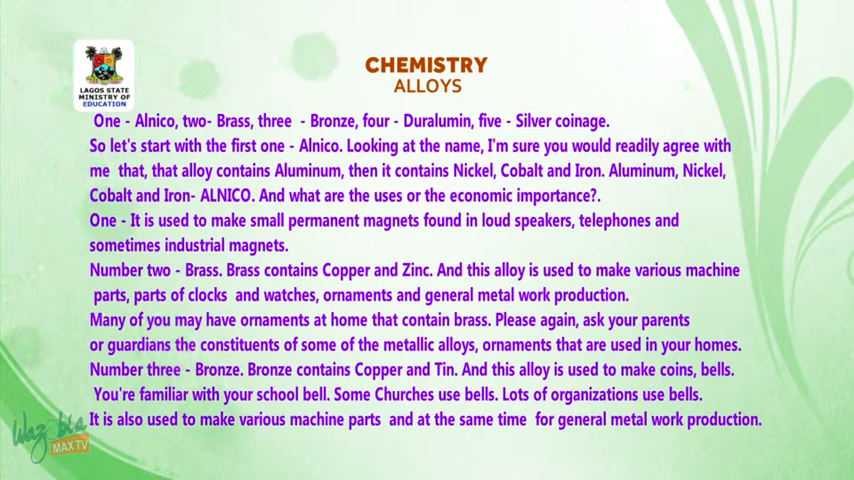 CHEMISTRY
ALLOYS
LAGOS STATE
MINISTRY OF
EDUCATION
One - Alnico, two- Brass, three - Bronze, four - Duralumin, five - Silver coinage.
So let's start with the first one - Alnico. Looking at the name, I'm sure you would readily agree with
me that, that alloy contains Aluminum, then it contains Nickel, Cobalt and Iron. Aluminum, Nickel,
Cobalt and Iron- ALNICO. And what are the uses or the economic importance?.
One - It is used to make small permanent magnets found in loud speakers, telephones and
sometimes industrial magnets.
Number two - Brass. Brass contains Copper and Zinc. And this alloy is used to make various machine
parts, parts of clocks and watches, ornaments and general metal work production.
Many of you may have ornaments at home that contain brass. Please again, ask your parents
or guardians the constituents of some of the metallic alloys, ornaments that are used in your homes.
Number three - Bronze. Bronze contains Copper and Tin. And this alloy is used to make coins, bells.
You're familiar with your school bell. Some Churches use bells. Lots of organizations use bells.
It is also used to make various machine parts and at the same time for general metal work production.
Wazobia
MAX TV